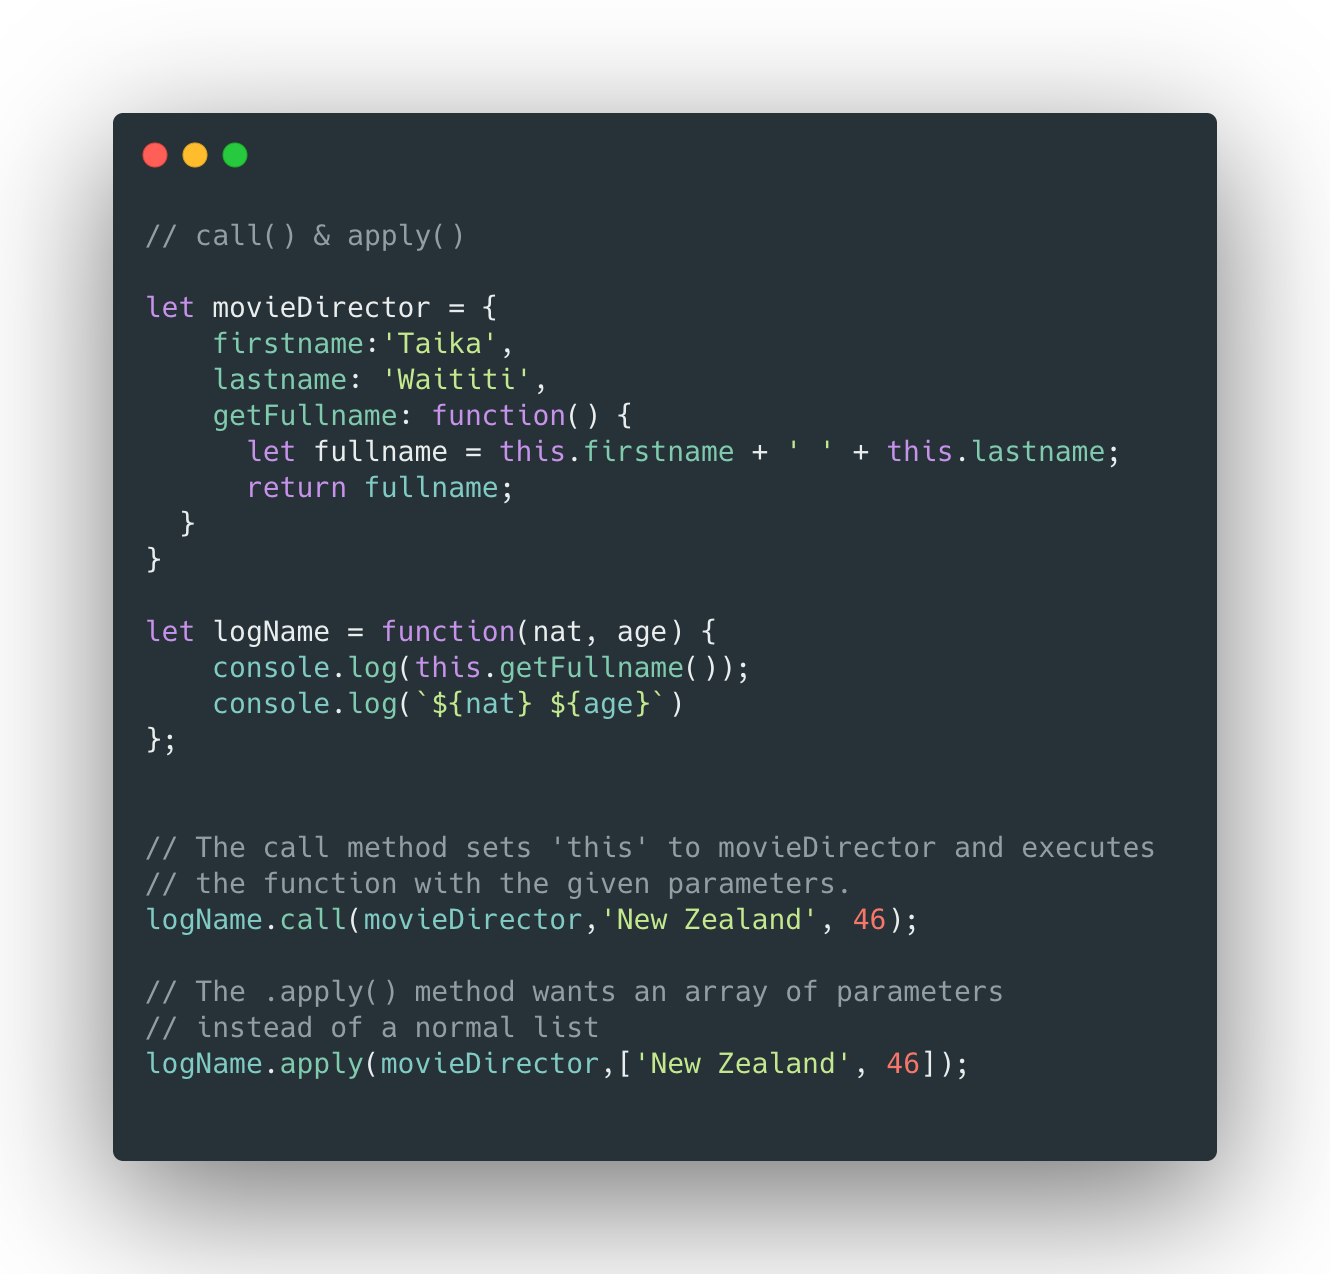 // call() & apply()
let movieDirector = {
    firstname:'Taika',
    lastname: 'Waititi',
    getFullname: function() {
      let fullname = this.firstname + ' ' + this.lastname;
      return fullname;
  }
}
let logName = function(nat, age) {
    console.log(this.getFullname());
    console.log(`${nat} ${age}`)
};
// The call method sets 'this' to movieDirector and executes
// the function with the given parameters.
logName.call(movieDirector,'New Zealand', 46);
// The .apply() method wants an array of parameters
// instead of a normal list
logName.apply(movieDirector,['New Zealand', 46]);